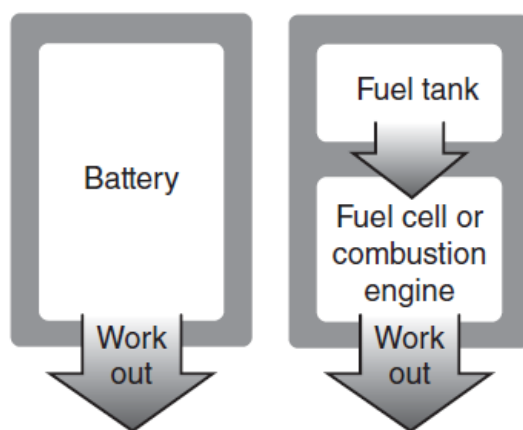 Battery
Work
out
Fuel tank
Fuel cell or
combustion
engine
Work
out